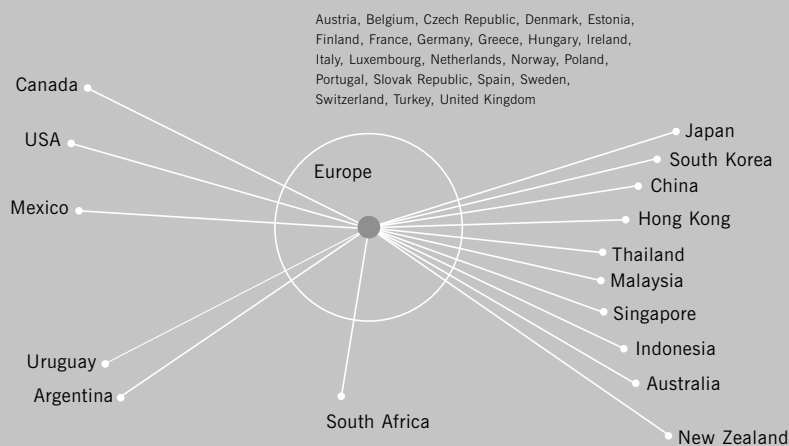 Austria, Belgium, Czech Republic, Denmark, Estonia,
Finland, France, Germany, Greece, Hungary, Ireland,
Italy, Luxembourg, Netherlands, Norway, Poland,
Portugal, Slovak Republic, Spain, Sweden,
Switzerland, Turkey, United Kingdom
Canada
USA
Mexico
Uruguay
Argentina
Europe
South Africa
Japan
South Korea
China
Hong Kong
Thailand
Malaysia
Singapore
Indonesia
Australia
New Zealand